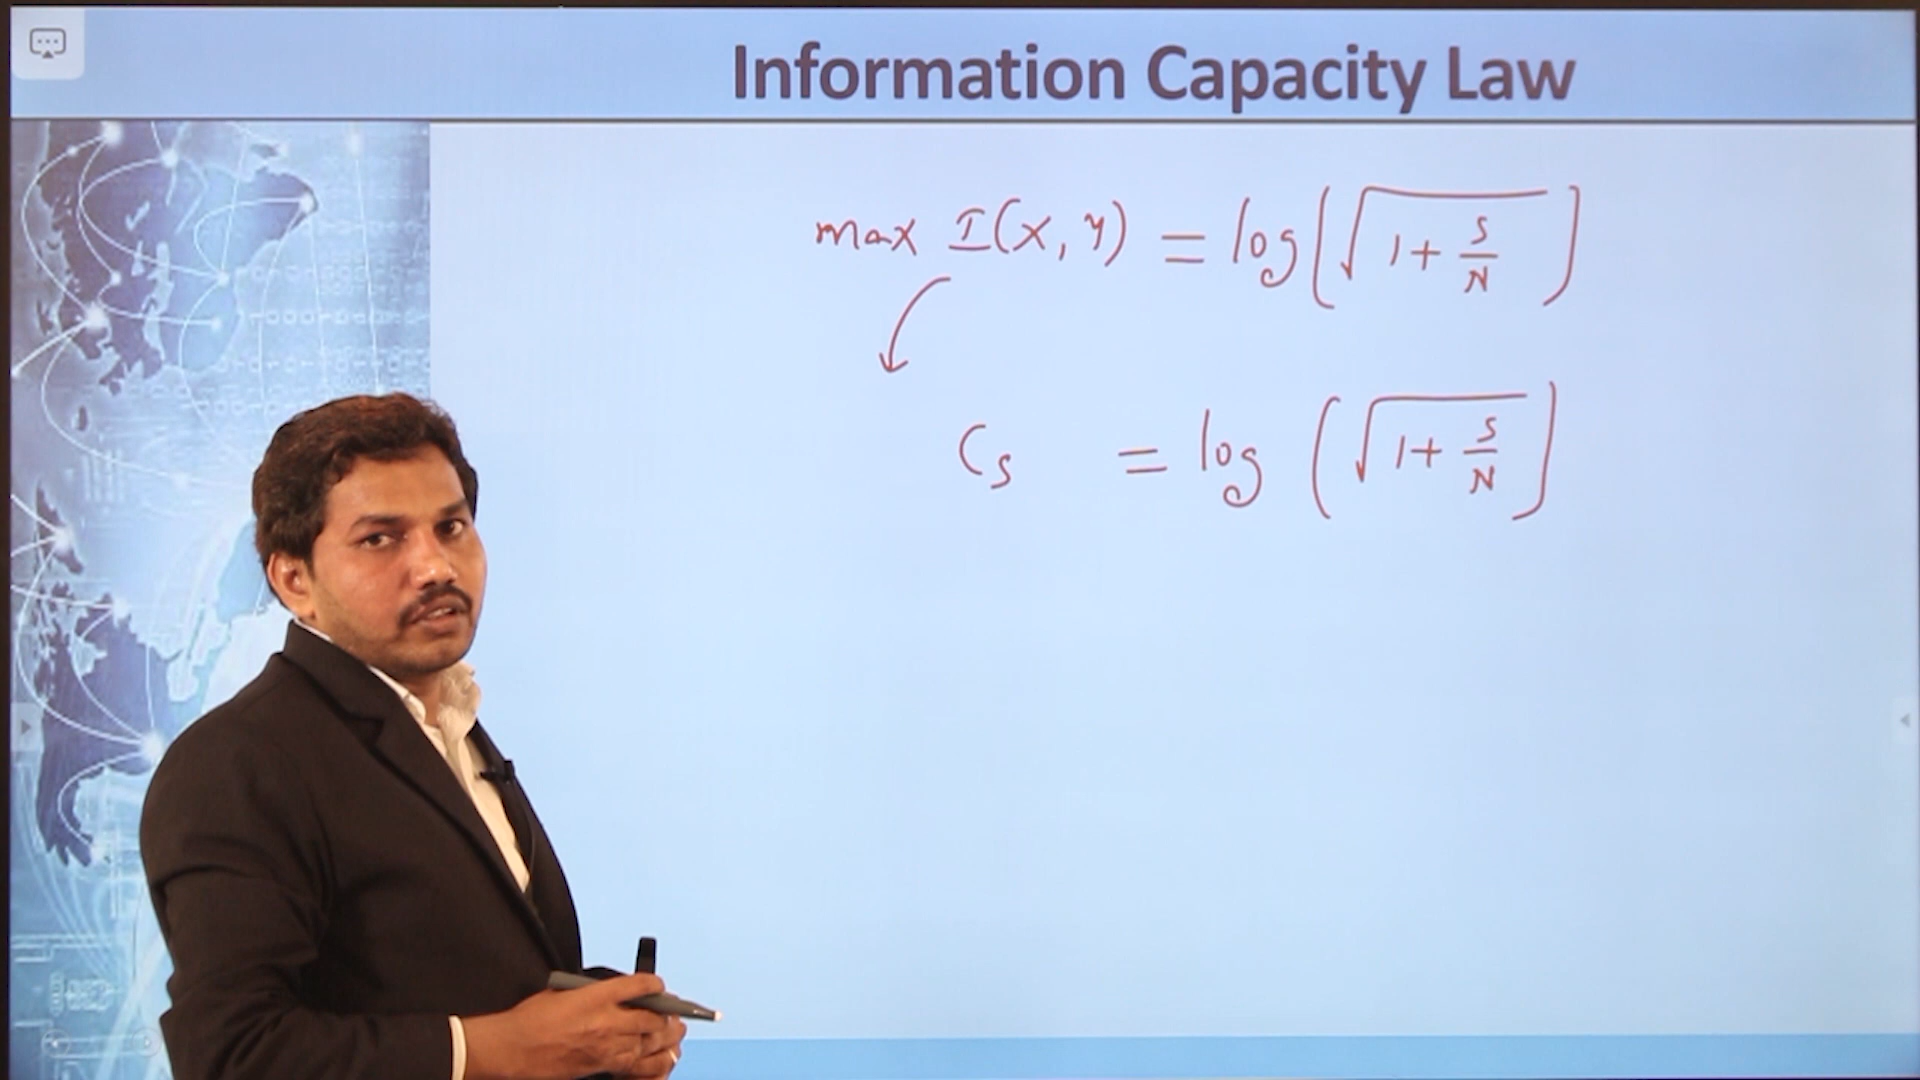 Information Capacity Law
max I(x, y) = log(√(1 + S/N))
Cs = log(√(1 + S/N))